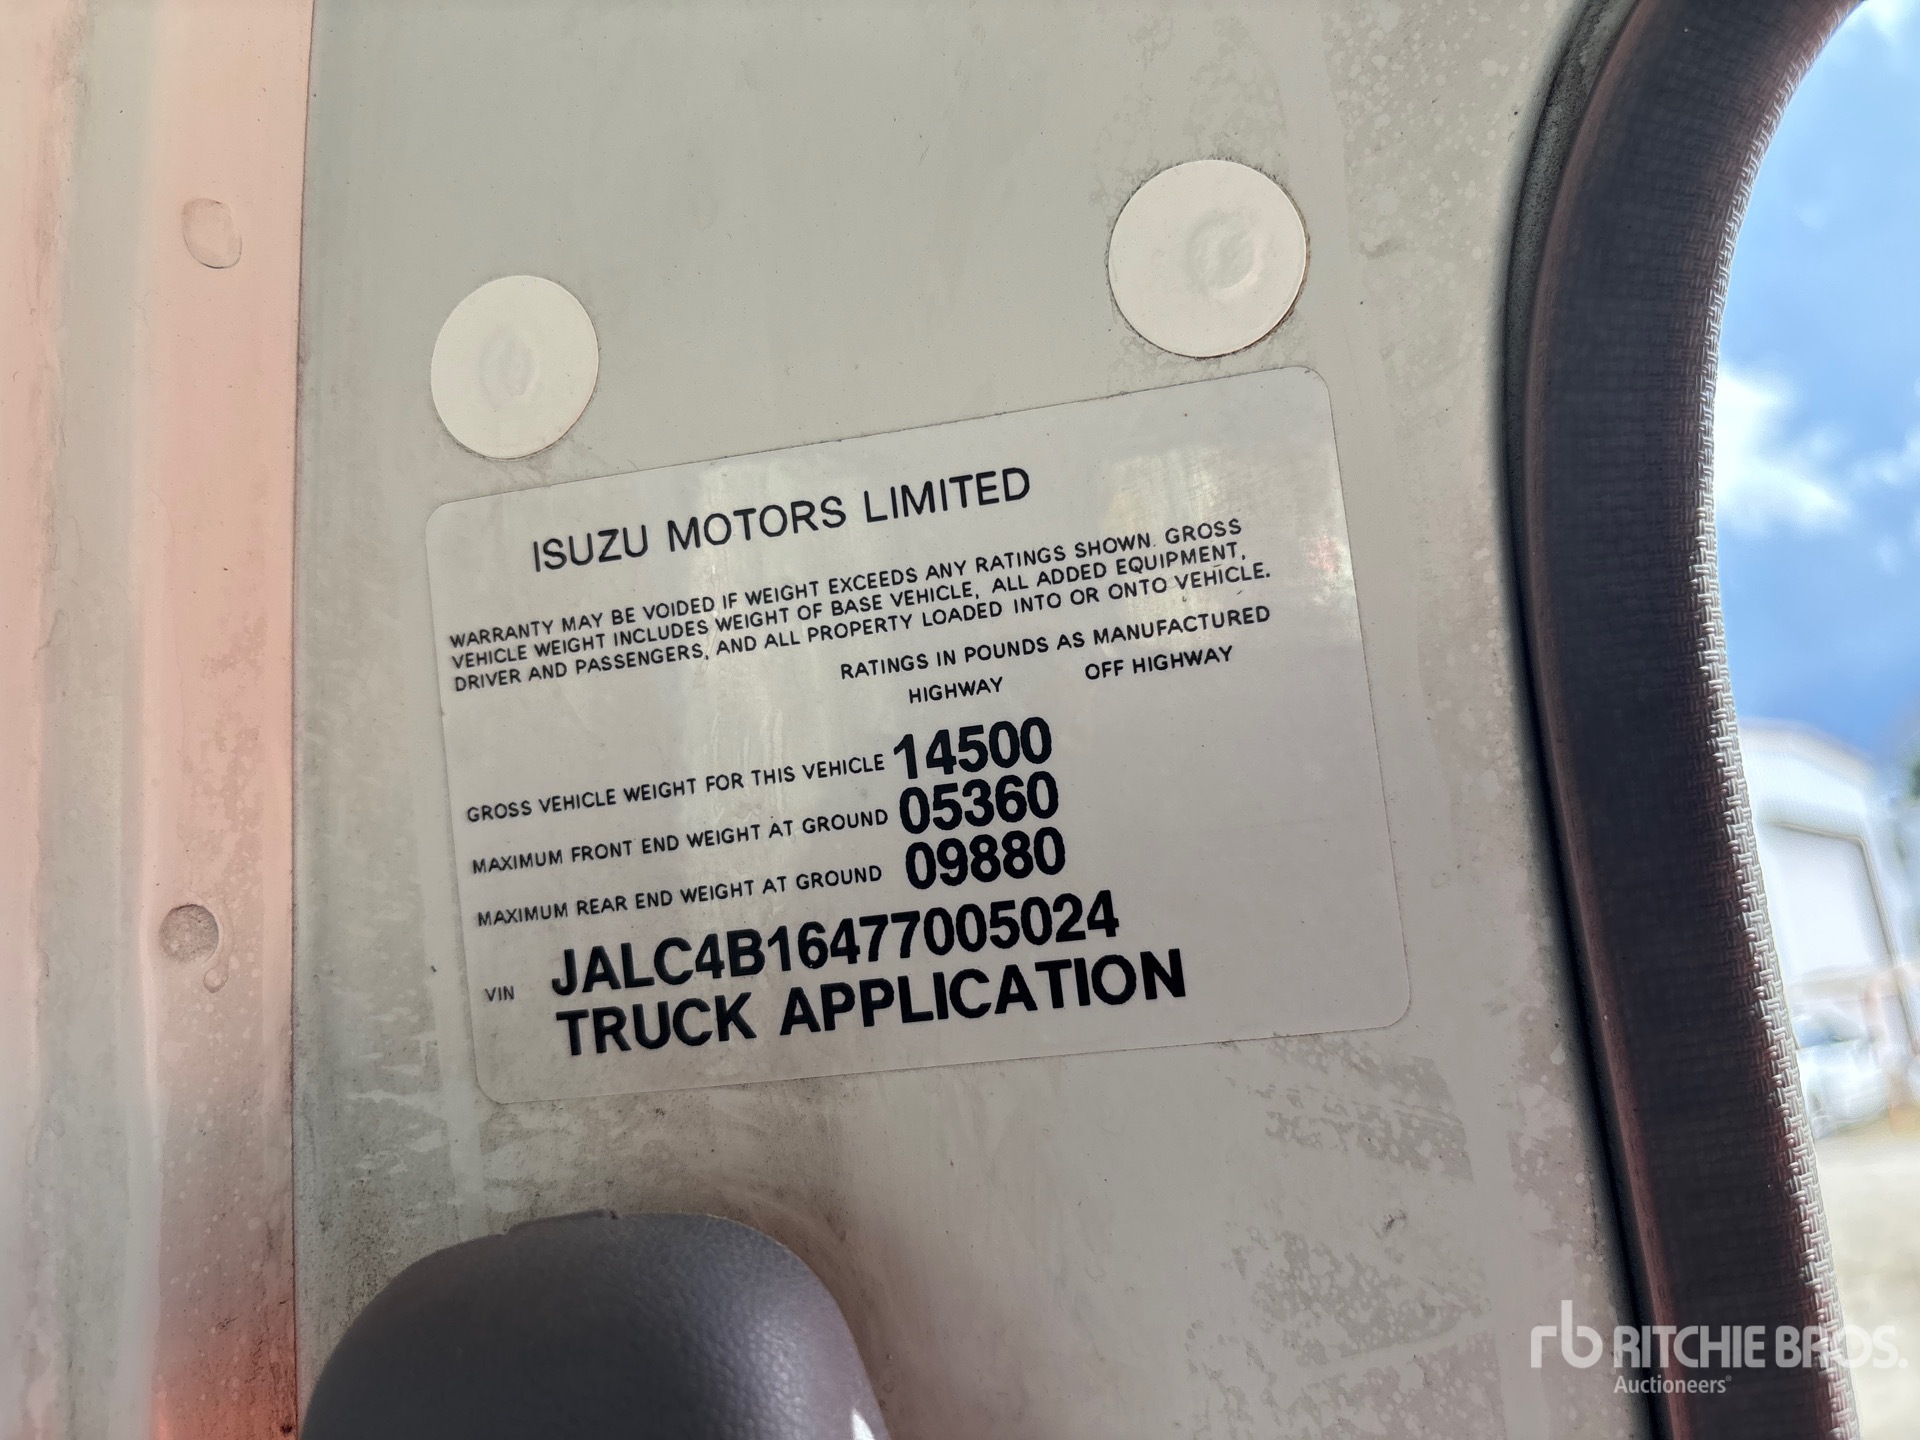 ISUZU MOTORS LIMITED
WARRANTY MAY BE VOIDED IF WEIGHT EXCEEDS ANY RATINGS SHOWN. GROSS
VEHICLE WEIGHT INCLUDES WEIGHT OF BASE VEHICLE, ALL ADDED EQUIPMENT,
DRIVER AND PASSENGERS, AND ALL PROPERTY LOADED INTO OR ONTO VEHICLE.
RATINGS IN POUNDS AS MANUFACTURED
HIGHWAY OFF HIGHWAY
GROSS VEHICLE WEIGHT FOR THIS VEHICLE 14500
MAXIMUM FRONT END WEIGHT AT GROUND 05360
MAXIMUM REAR END WEIGHT AT GROUND 09880
VIN JALC4B16477005024
TRUCK APPLICATION
rb RITCHIE BROS.
Auctioneers®